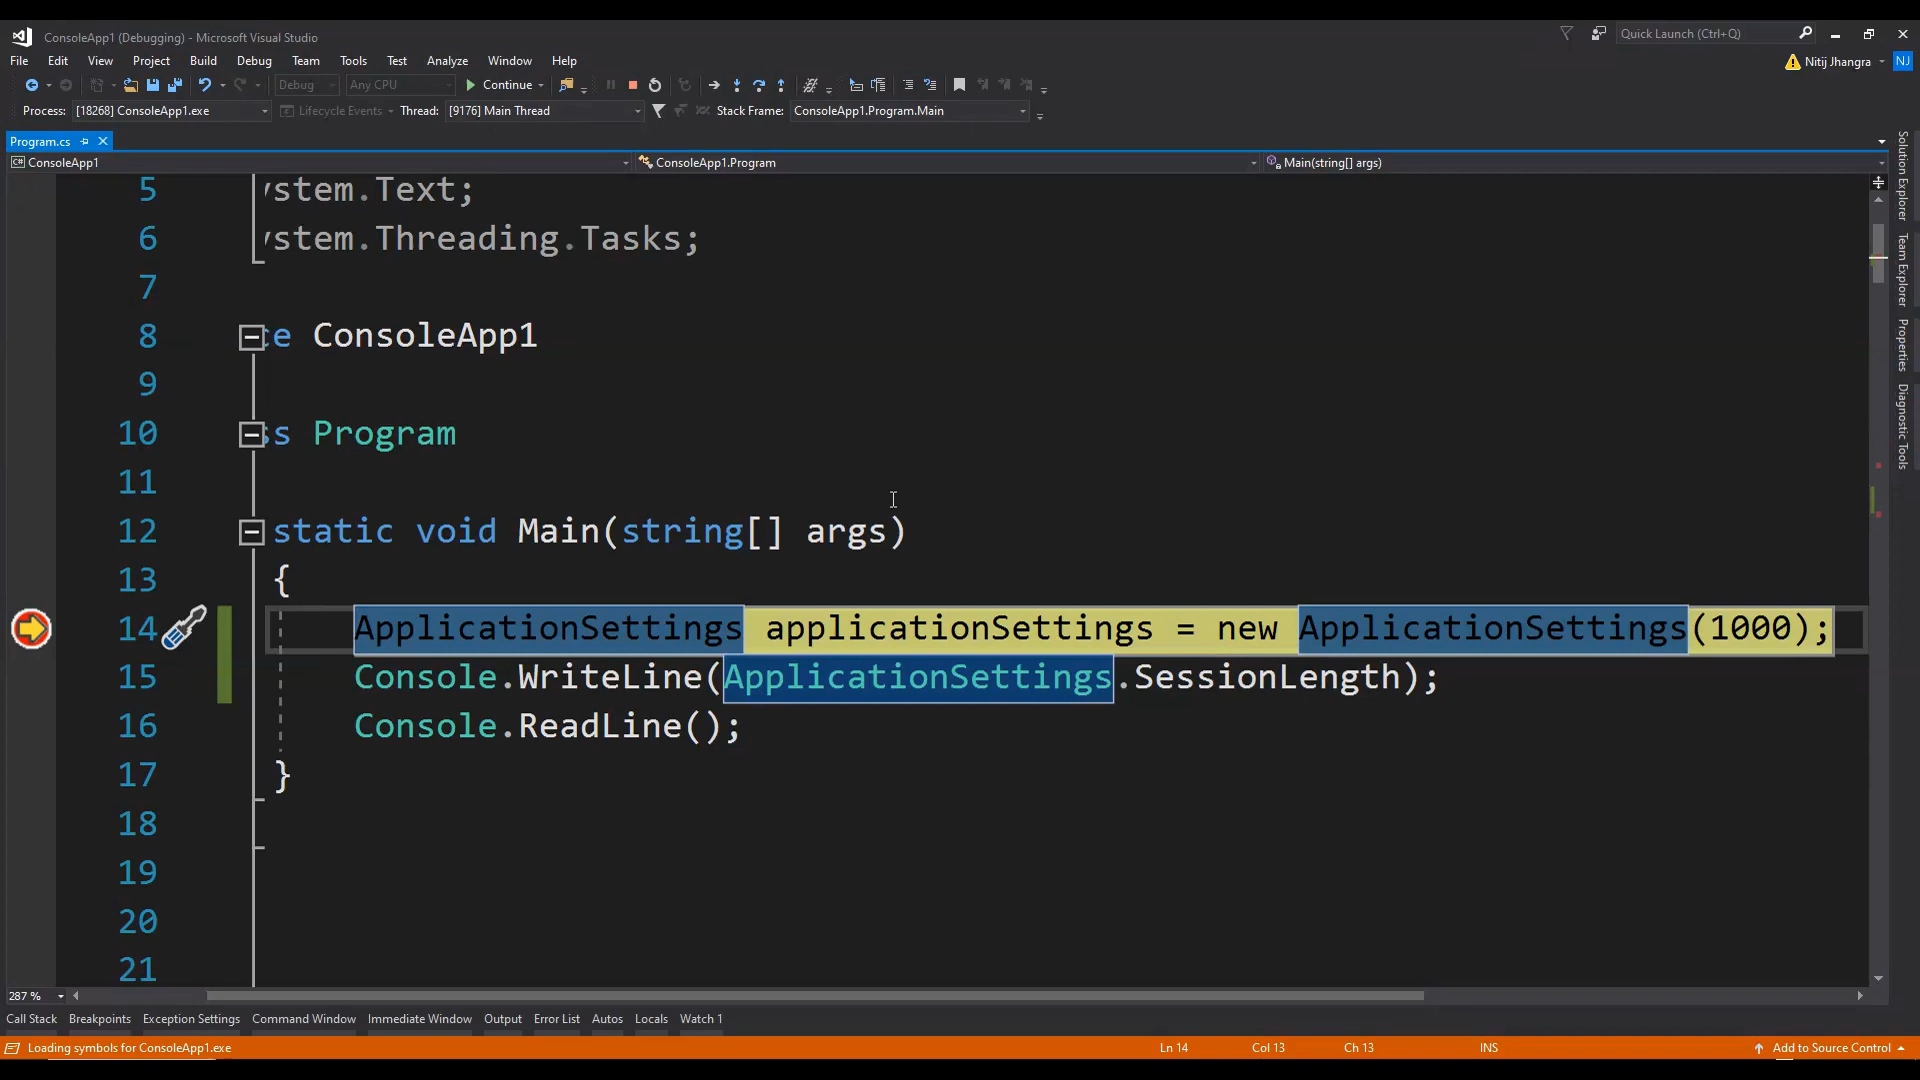 ConsoleApp1 (Debugging) - Microsoft Visual Studio
Quick Launch (Ctrl+Q)
File Edit View Project Build Debug Team Tools Test Analyze Window Help
Nitij Jhangra NJ
Debug Any CPU Continue
Process: [18268] ConsoleApp1.exe Lifecycle Events Thread: [9176] Main Thread Stack Frame: ConsoleApp1.Program.Main
Program.cs
ConsoleApp1 ConsoleApp1.Program Main(string[] args)
5 ystem.Text;
6 ystem.Threading.Tasks;
7
8 ce ConsoleApp1
9
10 ss Program
11
12 static void Main(string[] args)
13 {
14 ApplicationSettings applicationSettings = new ApplicationSettings(1000);
15 Console.WriteLine(ApplicationSettings.SessionLength);
16 Console.ReadLine();
17 }
18
19
20
21
Solution Explorer
Team Explorer
Properties
Diagnostic Tools
287 %
Call Stack Breakpoints Exception Settings Command Window Immediate Window Output Error List Autos Locals Watch 1
Loading symbols for ConsoleApp1.exe Ln 14 Col 13 Ch 13 INS Add to Source Control